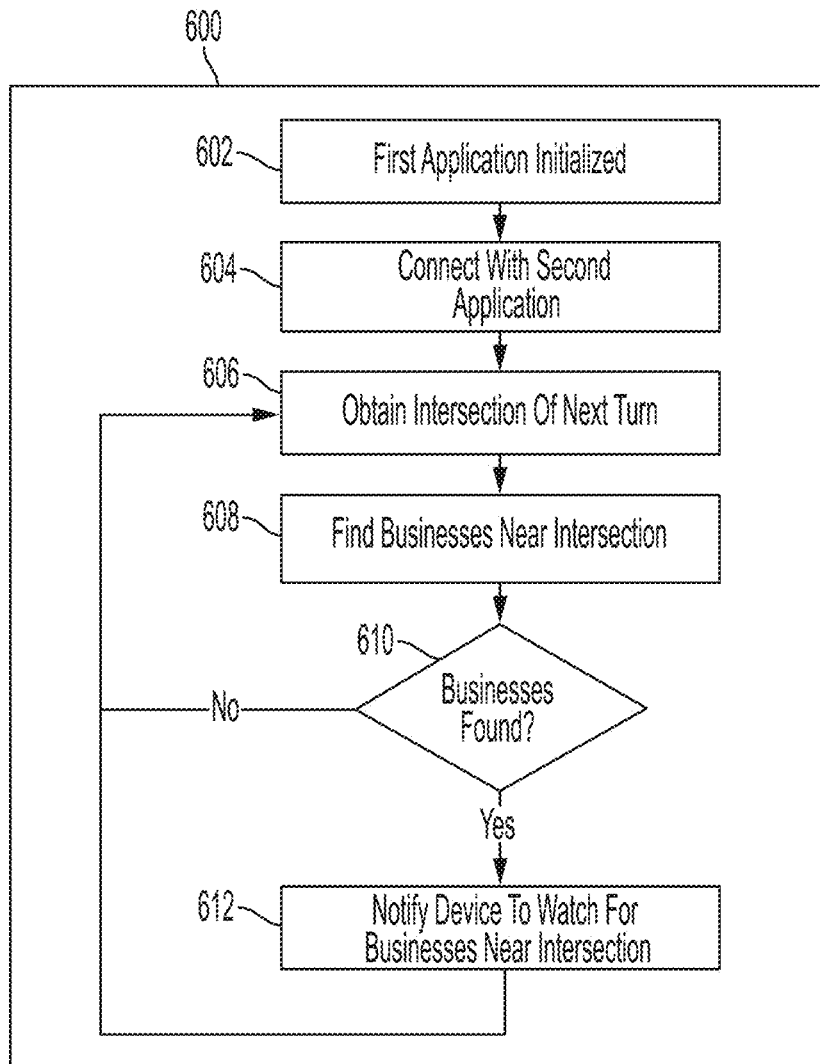 600
602
First Application Initialized
604
Connect With Second
Application
606
Obtain Intersection Of Next Turn
608
Find Businesses Near Intersection
610
Businesses
Found?
No
Yes
612
Notify Device To Watch For
Businesses Near Intersection